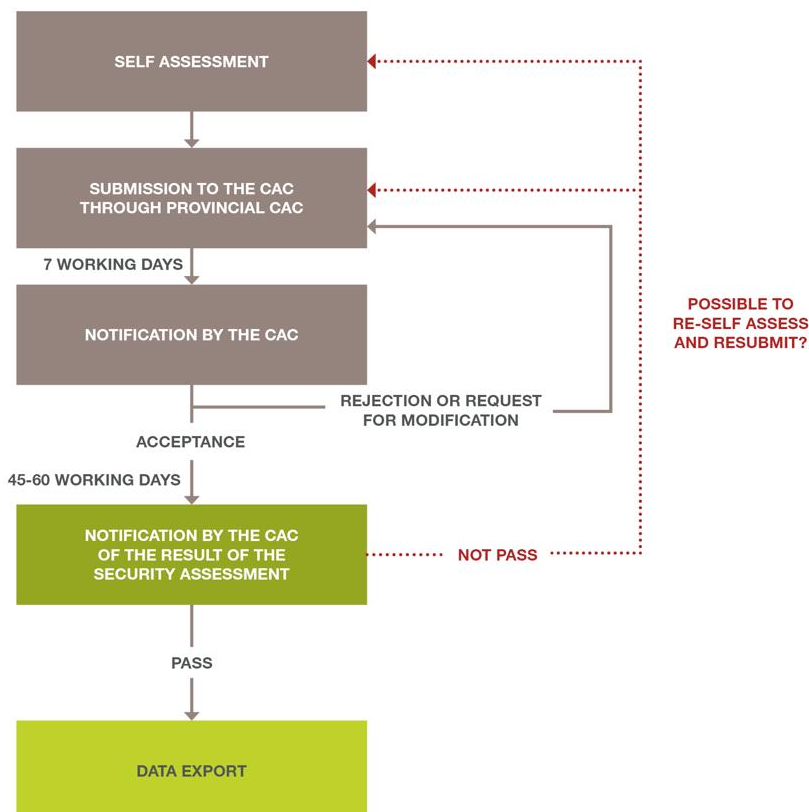 SELF ASSESSMENT
SUBMISSION TO THE CAC
THROUGH PROVINCIAL CAC
7 WORKING DAYS
NOTIFICATION BY THE CAC
POSSIBLE TO
RE-SELF ASSESS
AND RESUBMIT?
REJECTION OR REQUEST
FOR MODIFICATION
ACCEPTANCE
45-60 WORKING DAYS
NOTIFICATION BY THE CAC
OF THE RESULT OF THE
SECURITY ASSESSMENT
NOT PASS
PASS
DATA EXPORT